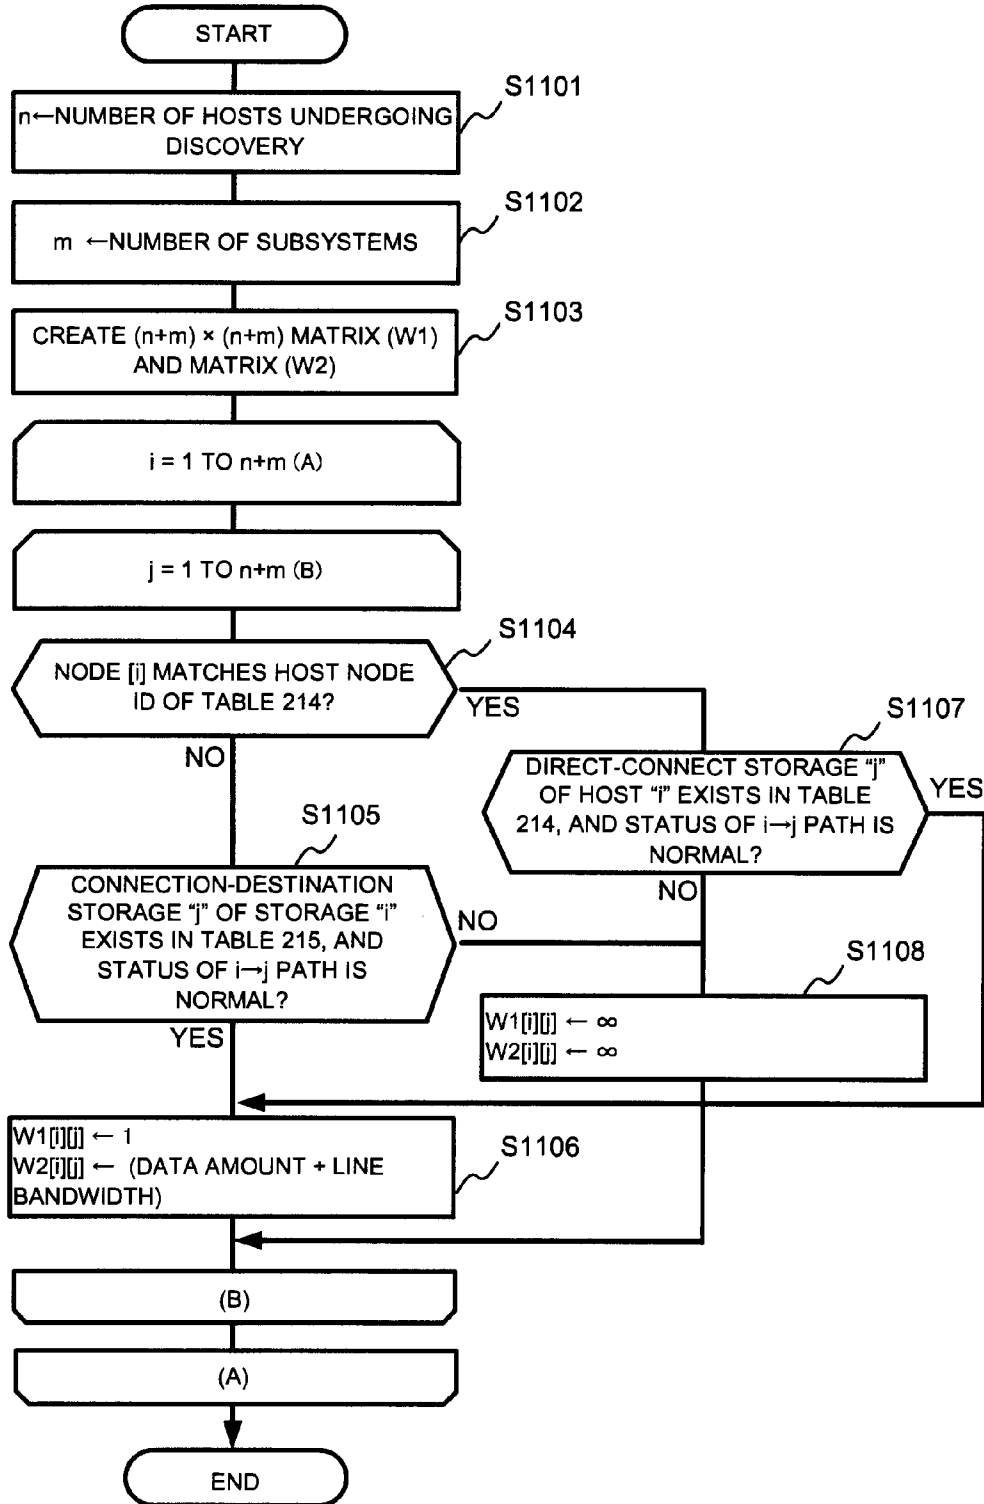 START
S1101
n←NUMBER OF HOSTS UNDERGOING
DISCOVERY
S1102
m ←NUMBER OF SUBSYSTEMS
S1103
CREATE (n+m) × (n+m) MATRIX (W1)
AND MATRIX (W2)
i = 1 TO n+m (A)
j = 1 TO n+m (B)
S1104
NODE [i] MATCHES HOST NODE
ID OF TABLE 214?
YES
NO
S1107
DIRECT-CONNECT STORAGE "j"
OF HOST "i" EXISTS IN TABLE
214, AND STATUS OF i→j PATH IS
NORMAL?
YES
NO
S1105
CONNECTION-DESTINATION
STORAGE "j" OF STORAGE "i"
EXISTS IN TABLE 215, AND
STATUS OF i→j PATH IS
NORMAL?
NO
YES
S1108
W1[i][j] ← ∞
W2[i][j] ← ∞
W1[i][j] ← 1
W2[i][j] ← (DATA AMOUNT + LINE
BANDWIDTH)
S1106
(B)
(A)
END